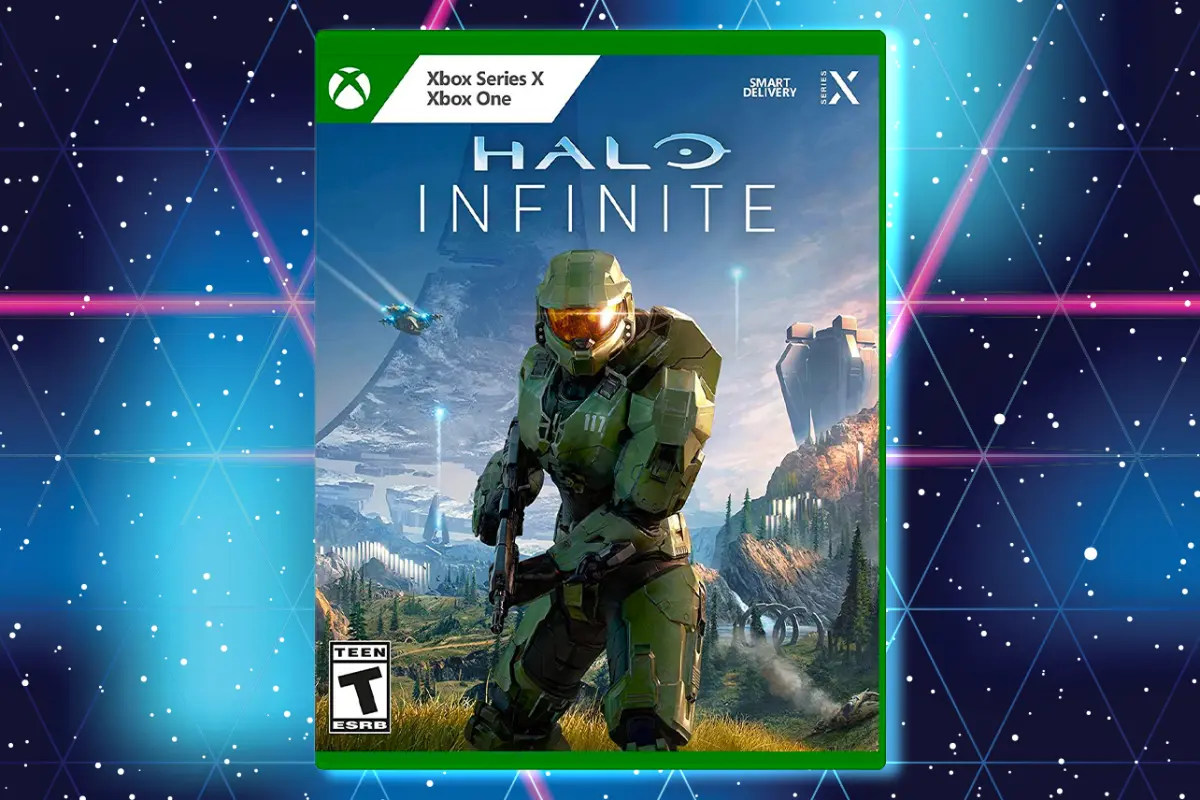 Xbox Series X
Xbox One
SMART
DELIVERY
SERIES X
HALO
INFINITE
117
TEEN
T
ESRB